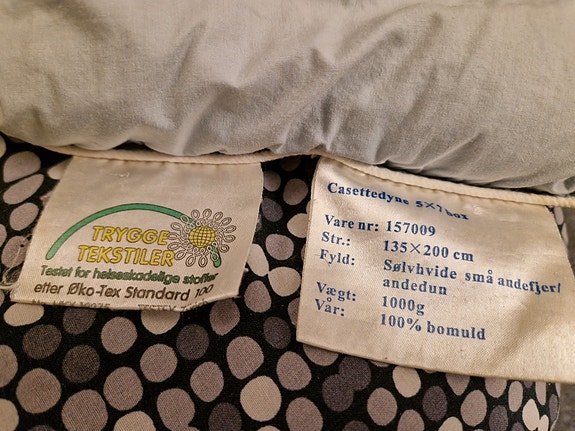 TRYGGE
TEKSTILER
Testet for helseskadelige stoffer
etter Øko-Tex Standard 100
Casettedyne 5×7 box
Vare nr: 157009
Str.: 135×200 cm
Fyld: Sølvhvide små andefjer/
andedun
Vægt: 1000g
Vår: 100% bomuld